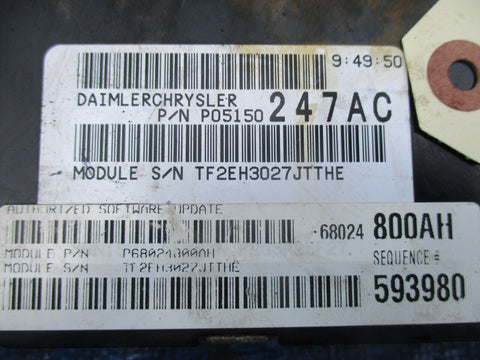 9:49:50
DAIMLERCHRYSLER
P/N P05150 247AC
MODULE S/N TF2EH3027JTTHE
AUTHORIZED SOFTWARE UPDATE
68024 800AH
MODULE P/N P68024800AH
SEQUENCE #
MODULE S/N TF2EH3027JTTHE
593980